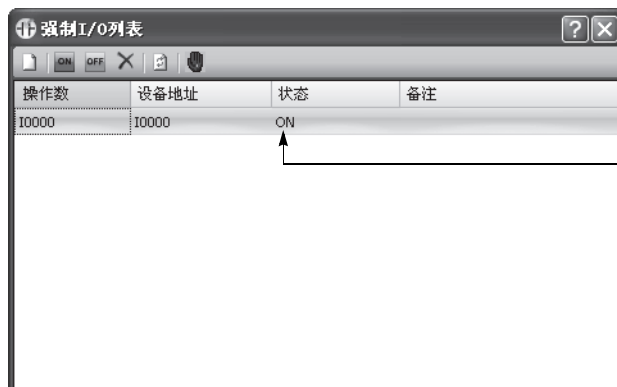 强制I/O列表
ON OFF
操作数 设备地址 状态 备注
I0000 I0000 ON